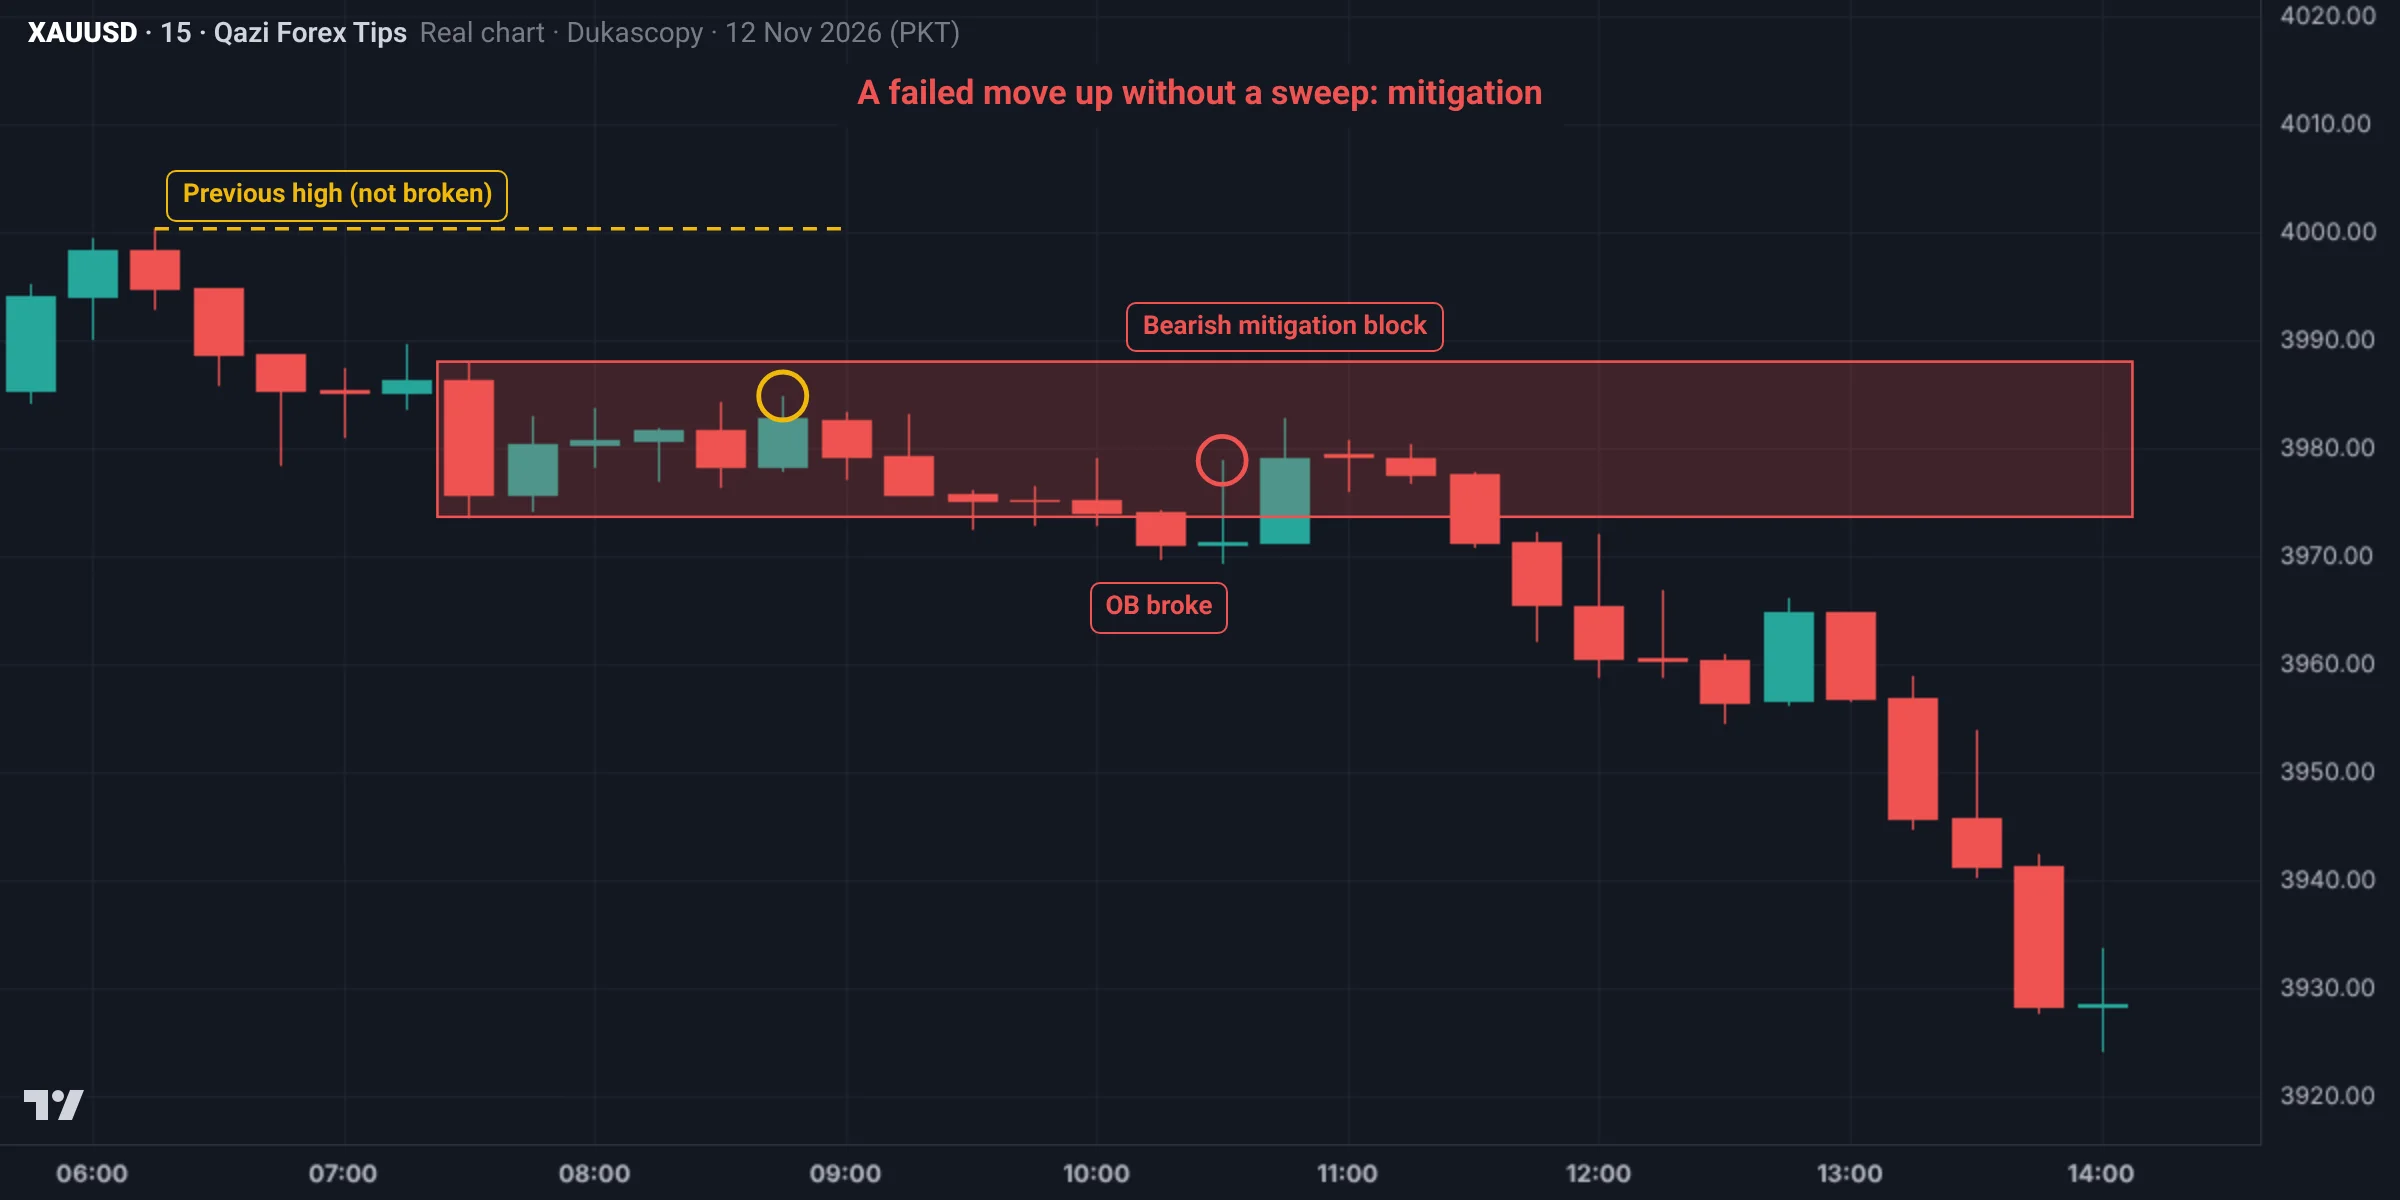 XAUUSD · 15 · Qazi Forex Tips Real chart · Dukascopy · 12 Nov 2026 (PKT)
A failed move up without a sweep: mitigation
Previous high (not broken)
Bearish mitigation block
OB broke
4020.00
4010.00
4000.00
3990.00
3980.00
3970.00
3960.00
3950.00
3940.00
3930.00
3920.00
06:00 07:00 08:00 09:00 10:00 11:00 12:00 13:00 14:00